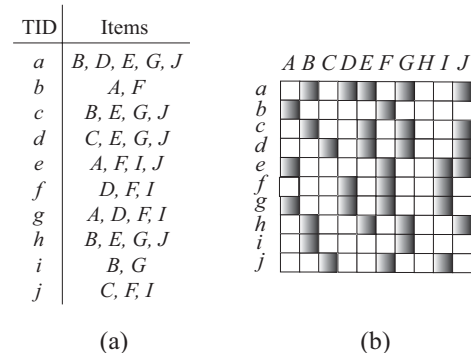 TID Items
a B, D, E, G, J
b A, F
c B, E, G, J
d C, E, G, J
e A, F, I, J
f D, F, I
g A, D, F, I
h B, E, G, J
i B, G
j C, F, I
(a)
A B C D E F G H I J
a
b
c
d
e
f
g
h
i
j
(b)